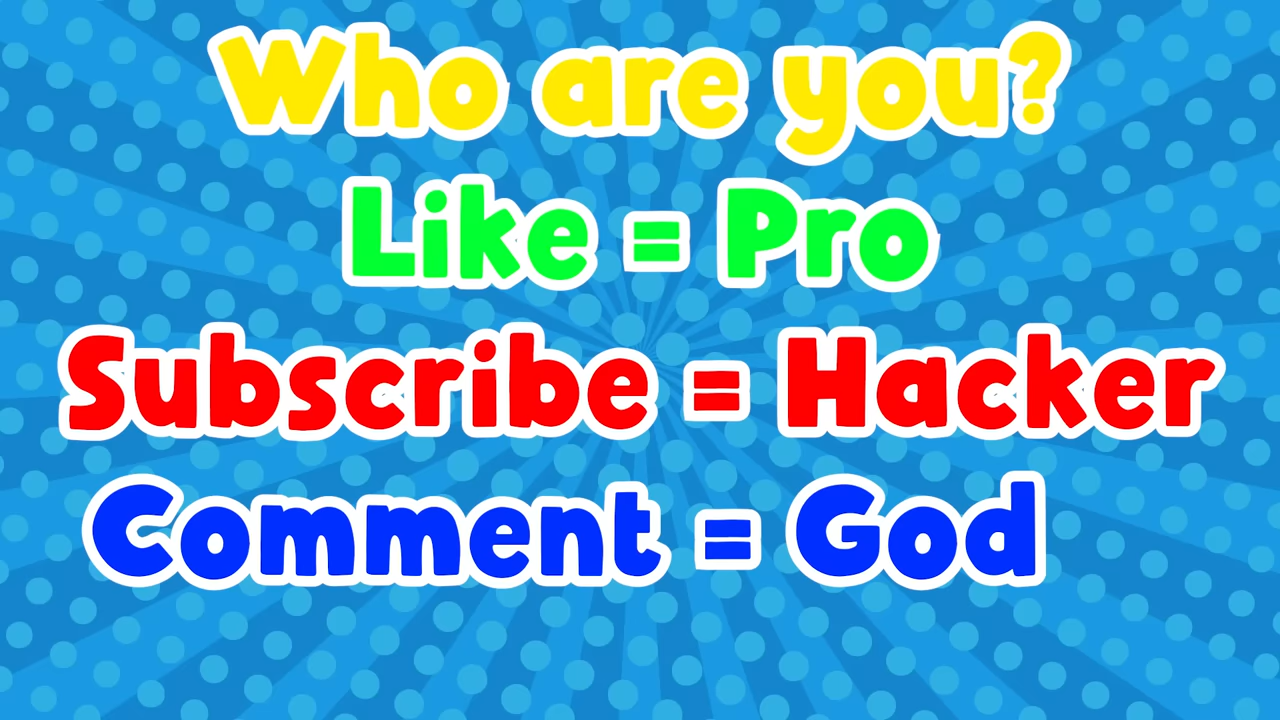 Who are you?
Like = Pro
Subscribe = Hacker
Comment = God